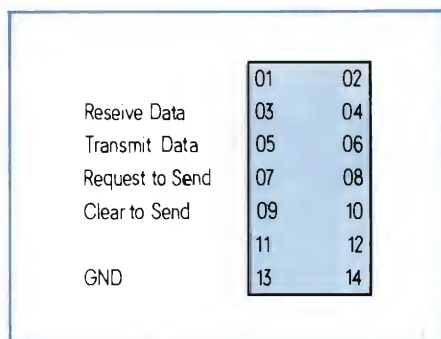 01 02
Reseive Data 03 04
Transmit Data 05 06
Request to Send 07 08
Clear to Send 09 10
11 12
GND 13 14